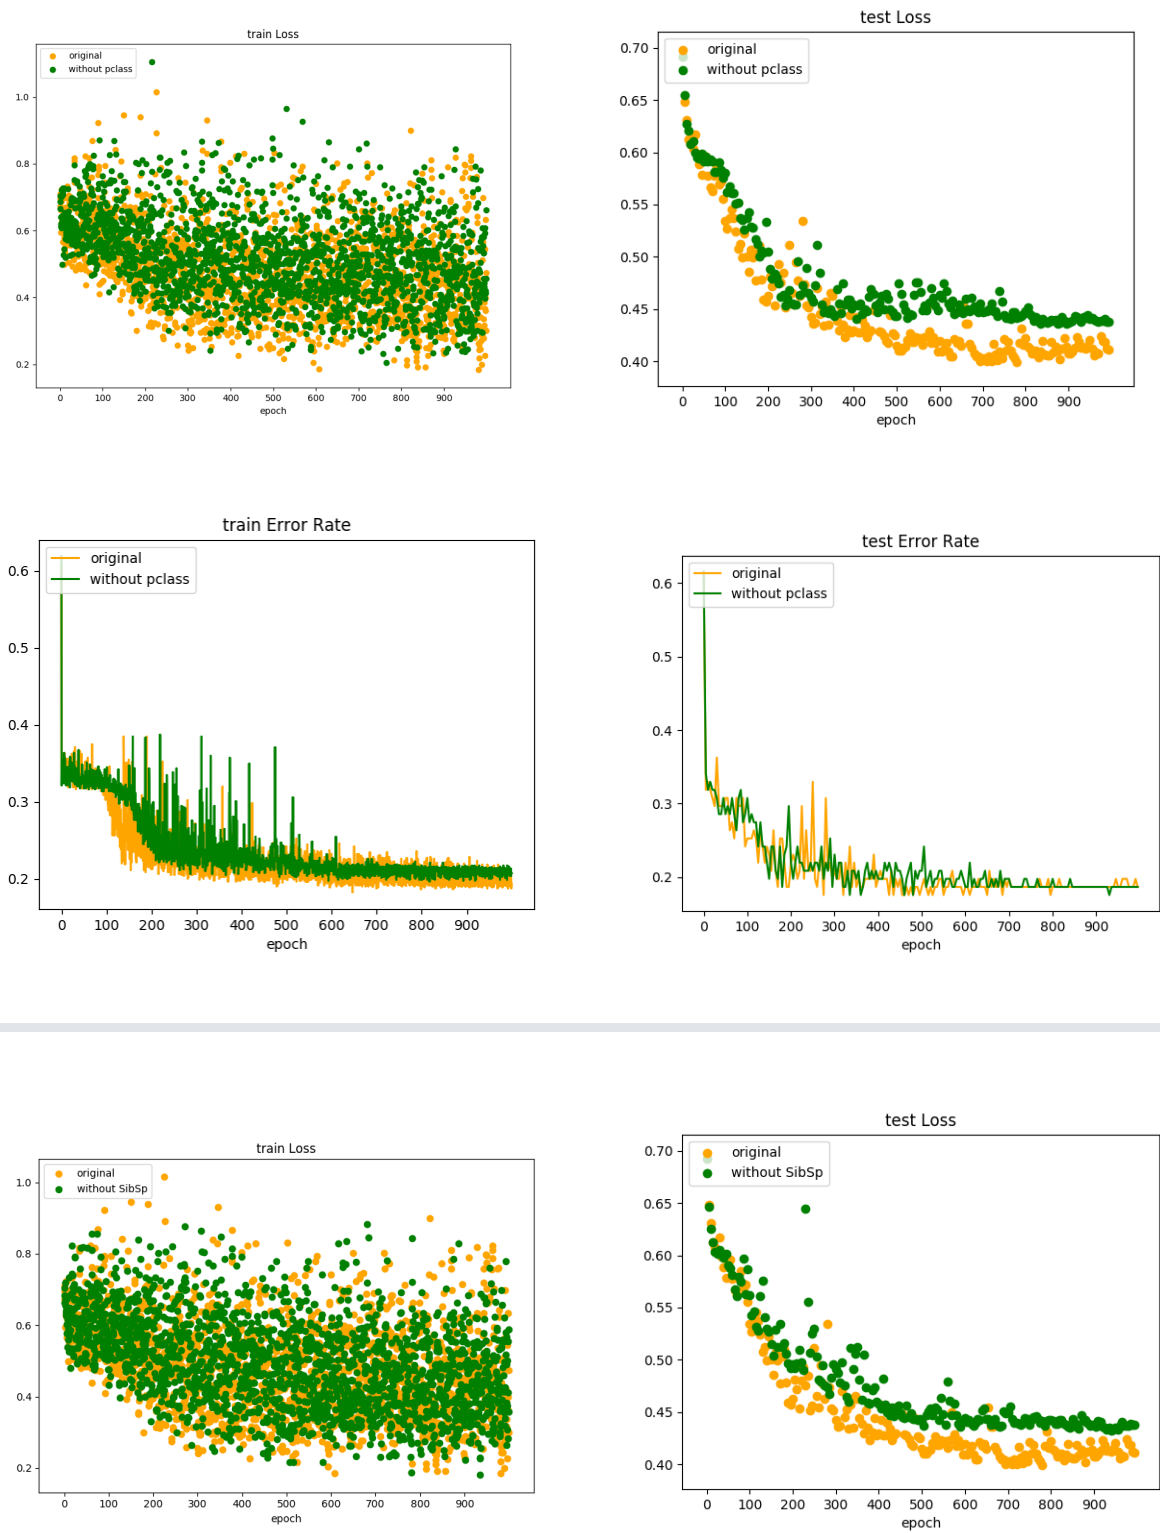 train Loss
original
without pclass
1.0
0.8
0.6
0.4
0.2
0 100 200 300 400 500 600 700 800 900
epoch
test Loss
original
without pclass
0.70
0.65
0.60
0.55
0.50
0.45
0.40
0 100 200 300 400 500 600 700 800 900
epoch
train Error Rate
original
without pclass
0.6
0.5
0.4
0.3
0.2
0 100 200 300 400 500 600 700 800 900
epoch
test Error Rate
original
without pclass
0.6
0.5
0.4
0.3
0.2
0 100 200 300 400 500 600 700 800 900
epoch
train Loss
original
without SibSp
1.0
0.8
0.6
0.4
0.2
0 100 200 300 400 500 600 700 800 900
epoch
test Loss
original
without SibSp
0.70
0.65
0.60
0.55
0.50
0.45
0.40
0 100 200 300 400 500 600 700 800 900
epoch